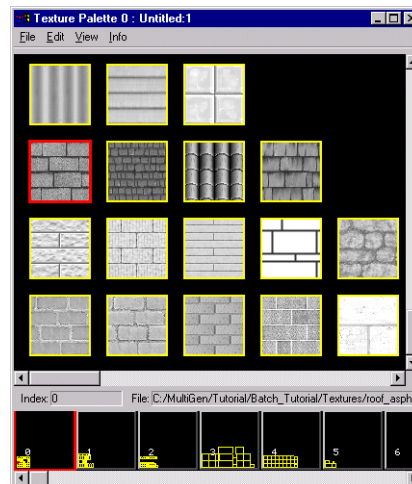 Texture Palette 0 : Untitled:1
File Edit View Info
Index: 0 File: C:/MultiGen/Tutorial/Batch_Tutorial/Textures/roof_asph
0 1 2 3 4 5 6